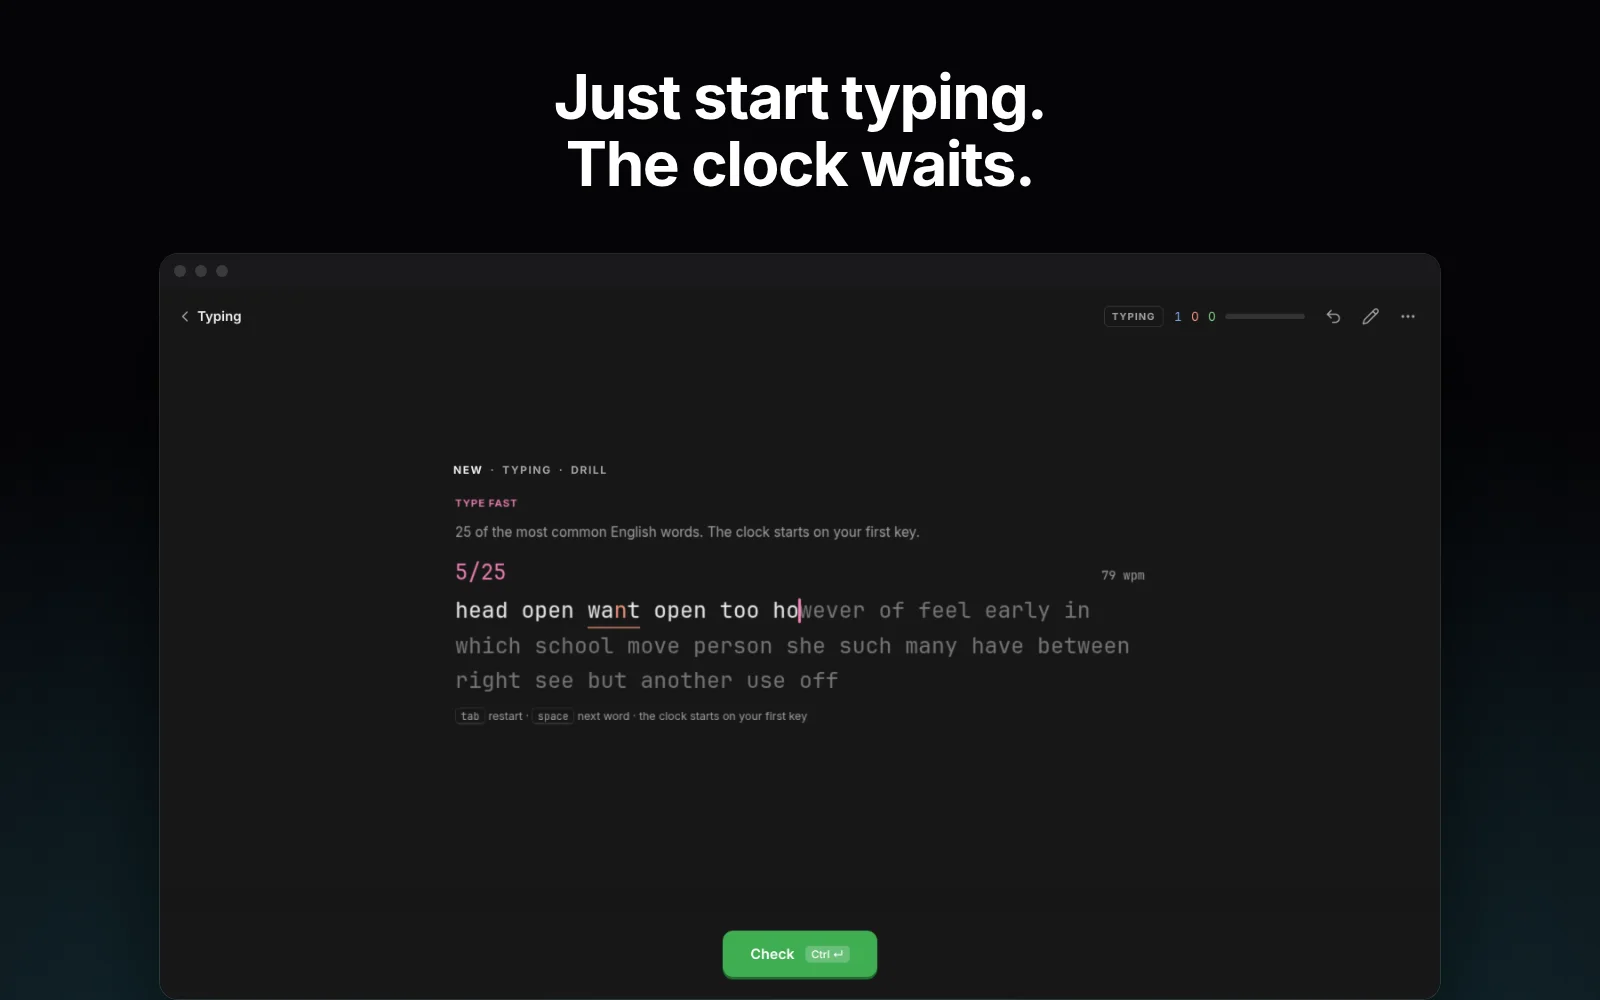 Just start typing.
The clock waits.
Typing
TYPING 1 0 0
NEW · TYPING · DRILL
TYPE FAST
25 of the most common English words. The clock starts on your first key.
5/25
79 wpm
head open want open too however of feel early in
which school move person she such many have between
right see but another use off
tab restart · space next word · the clock starts on your first key
Check Ctrl ↵